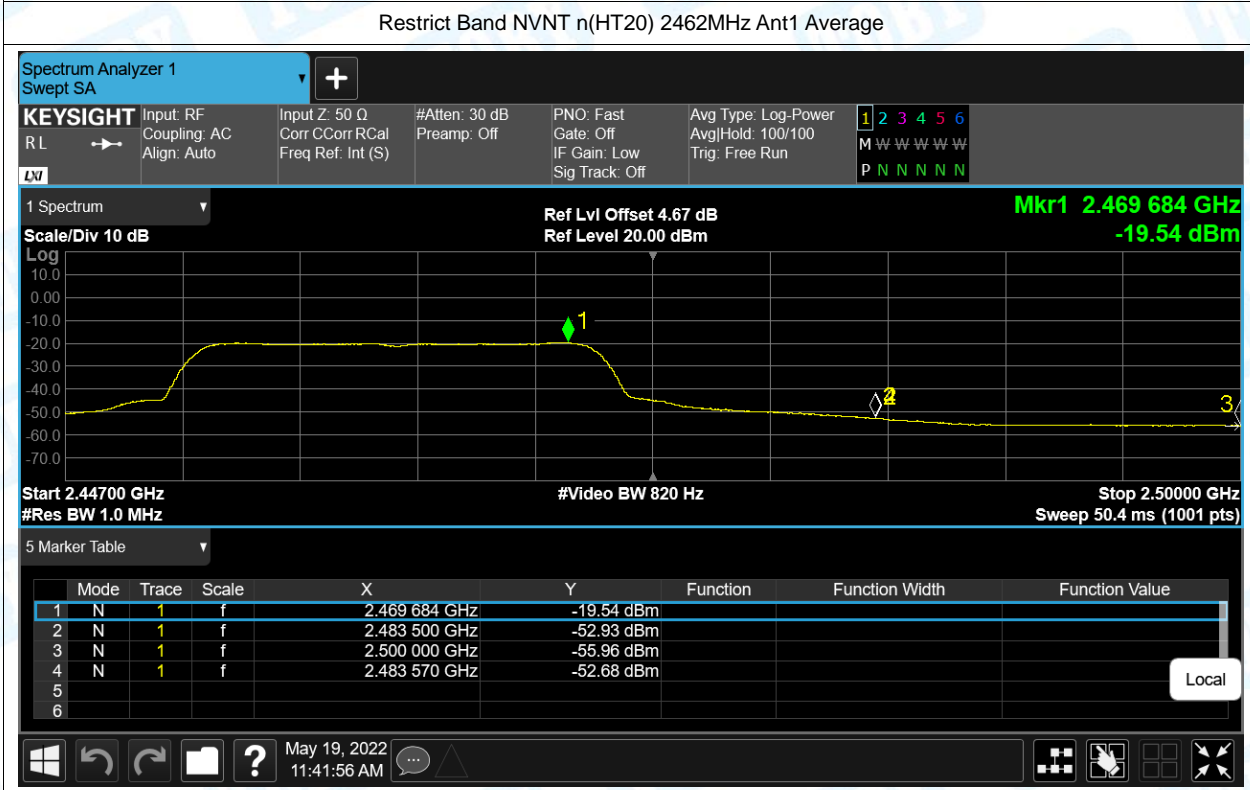 Restrict Band NVNT n(HT20) 2462MHz Ant1 Average
Spectrum Analyzer 1
Swept SA
KEYSIGHT
R L
LXI
Input: RF
Coupling: AC
Align: Auto
Input Z: 50 Ω
Corr CCorr RCal
Freq Ref: Int (S)
#Atten: 30 dB
Preamp: Off
PNO: Fast
Gate: Off
IF Gain: Low
Sig Track: Off
Avg Type: Log-Power
Avg|Hold: 100/100
Trig: Free Run
1 2 3 4 5 6
M W W W W W
P N N N N N
1 Spectrum
Scale/Div 10 dB
Ref Lvl Offset 4.67 dB
Ref Level 20.00 dBm
Mkr1 2.469 684 GHz
-19.54 dBm
Log
10.0
0.00
-10.0
-20.0
-30.0
-40.0
-50.0
-60.0
-70.0
1
2
3
Start 2.44700 GHz
#Res BW 1.0 MHz
#Video BW 820 Hz
Stop 2.50000 GHz
Sweep 50.4 ms (1001 pts)
5 Marker Table
Mode Trace Scale X Y Function Function Width Function Value
1 N 1 f 2.469 684 GHz -19.54 dBm
2 N 1 f 2.483 500 GHz -52.93 dBm
3 N 1 f 2.500 000 GHz -55.96 dBm
4 N 1 f 2.483 570 GHz -52.68 dBm
5
6
Local
?
May 19, 2022
11:41:56 AM